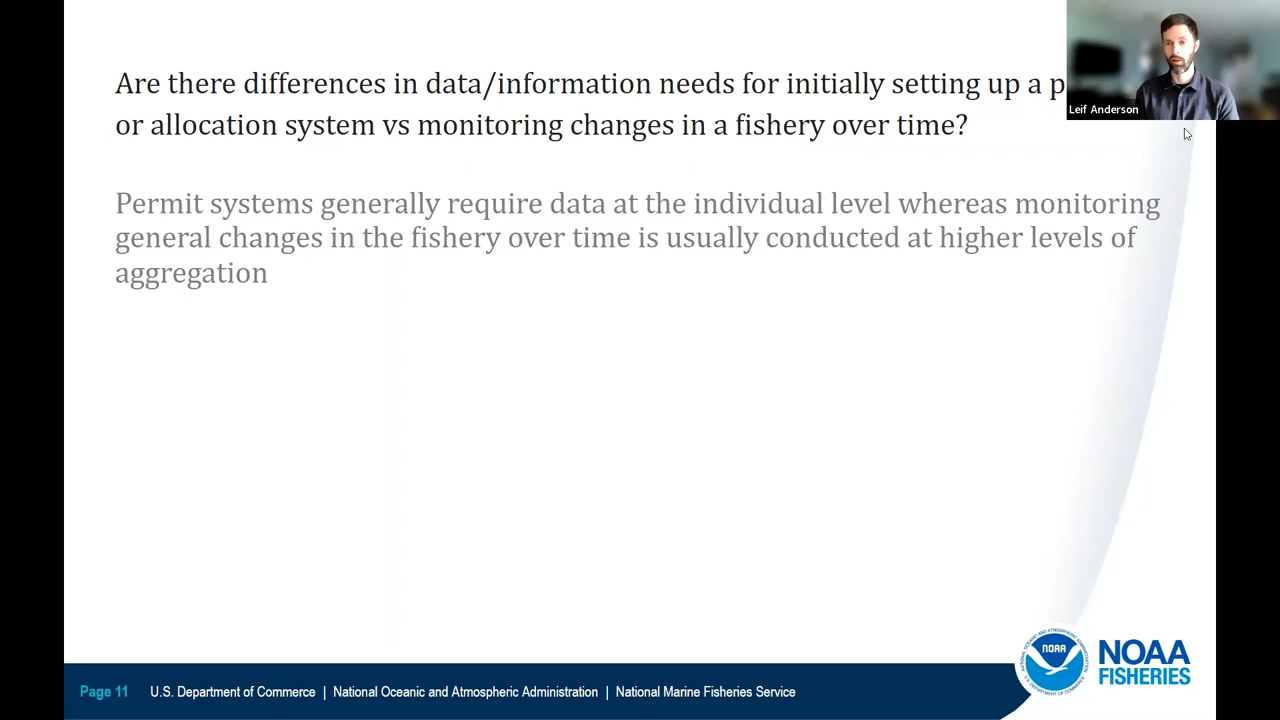 Are there differences in data/information needs for initially setting up a
or allocation system vs monitoring changes in a fishery over time?
Leif Anderson
Permit systems generally require data at the individual level whereas monitoring
general changes in the fishery over time is usually conducted at higher levels of
aggregation
NOAA
NOAA
FISHERIES
Page 11 U.S. Department of Commerce | National Oceanic and Atmospheric Administration | National Marine Fisheries Service